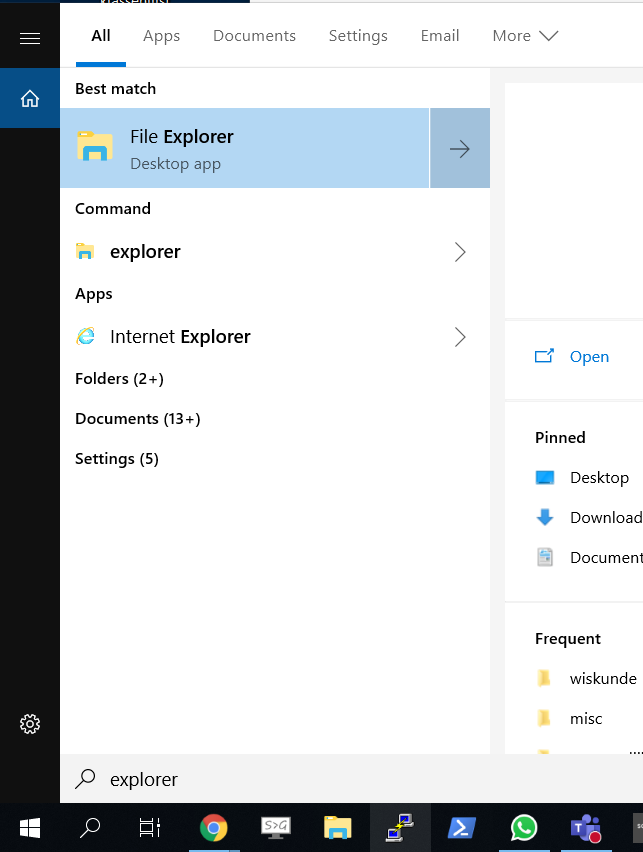 All Apps Documents Settings Email More
Best match
File Explorer
Desktop app
Command
explorer
Apps
Internet Explorer
Folders (2+)
Documents (13+)
Settings (5)
Open
Pinned
Desktop
Download
Document
Frequent
wiskunde
misc
explorer
S>G